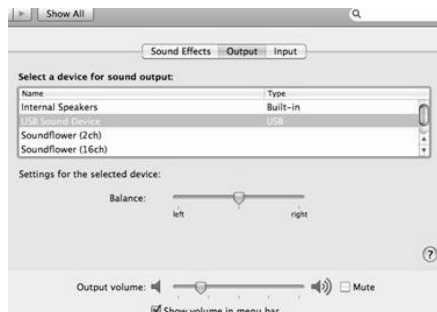 Show All
Sound Effects Output Input
Select a device for sound output:
Name Type
Internal Speakers Built-in
USB Sound Device USB
Soundflower (2ch)
Soundflower (16ch)
Settings for the selected device:
Balance:
left right
?
Output volume: Mute
Show volume in menu bar